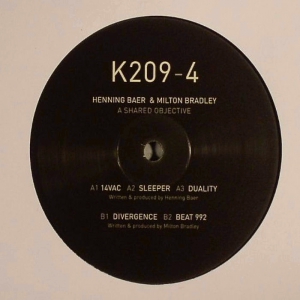 K209-4
HENNING BAER & MILTON BRADLEY
A SHARED OBJECTIVE
A1 14VAC A2 SLEEPER A3 DUALITY
Written & produced by Henning Baer
B1 DIVERGENCE B2 BEAT 992
Written & produced by Milton Bradley